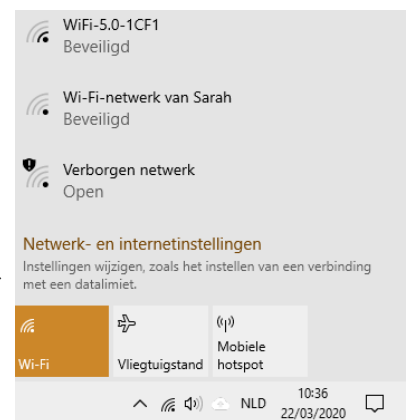 WiFi-5.0-1CF1
Beveiligd
Wi-Fi-netwerk van Sarah
Beveiligd
Verborgen netwerk
Open
Netwerk- en internetinstellingen
Instellingen wijzigen, zoals het instellen van een verbinding
met een datalimiet.
Wi-Fi
Vliegtuigstand
Mobiele
hotspot
NLD
10:36
22/03/2020